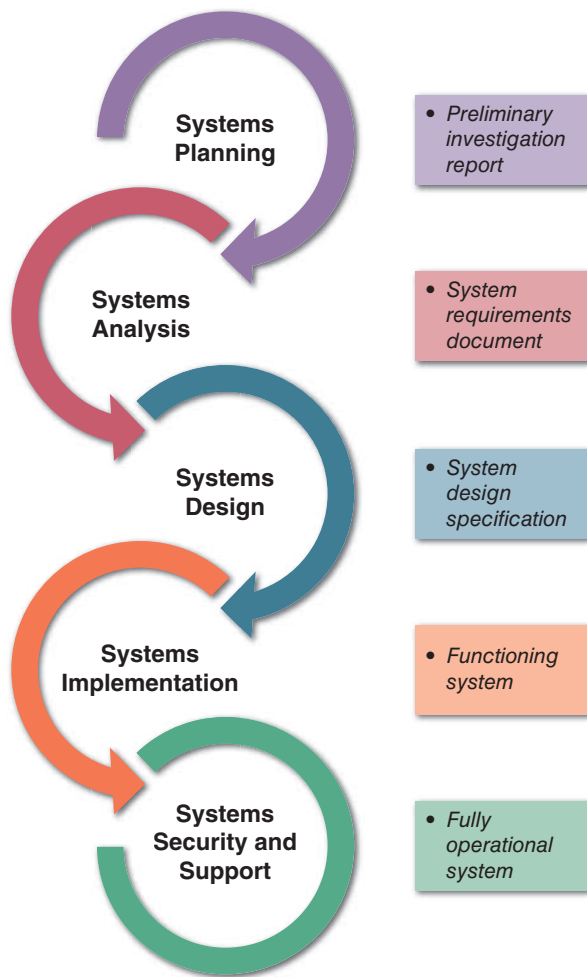 Systems
Planning
• Preliminary
investigation
report
Systems
Analysis
• System
requirements
document
Systems
Design
• System
design
specification
Systems
Implementation
• Functioning
system
Systems
Security and
Support
• Fully
operational
system